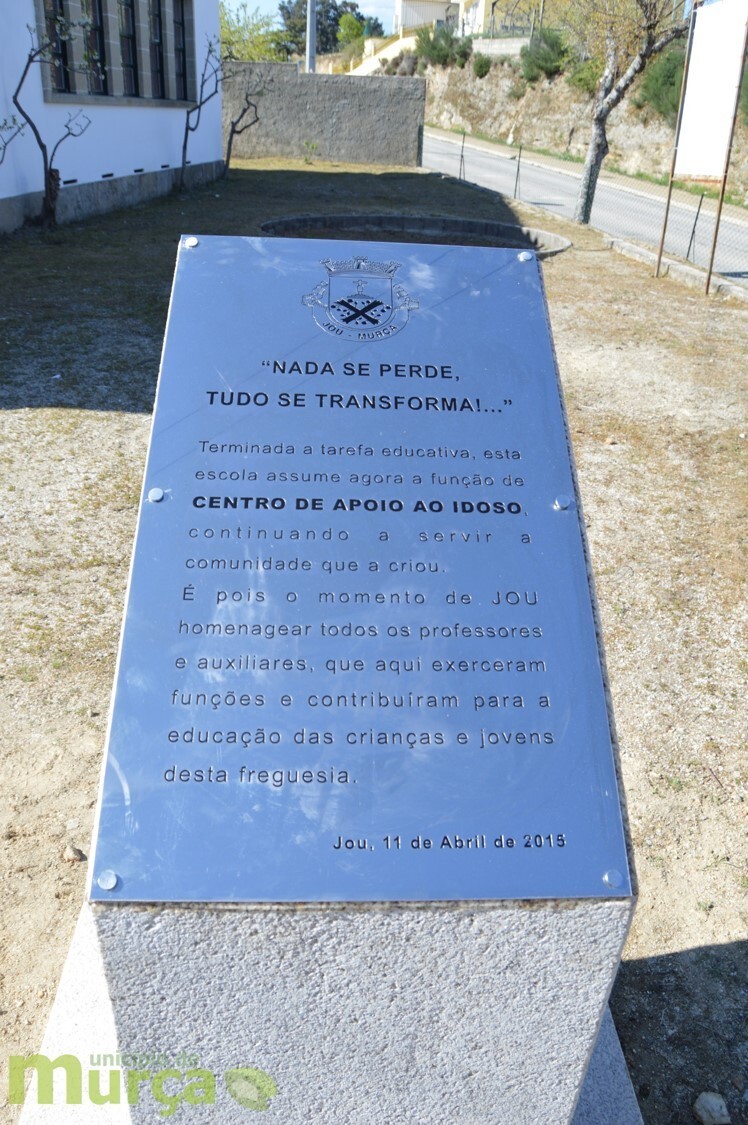 JOU - MURÇA
“NADA SE PERDE,
TUDO SE TRANSFORMA!...”
Terminada a tarefa educativa, esta
escola assume agora a função de
CENTRO DE APOIO AO IDOSO,
continuando a servir a
comunidade que a criou.
É pois o momento de JOU
homenagear todos os professores
e auxiliares, que aqui exerceram
funções e contribuíram para a
educação das crianças e jovens
desta freguesia.
Jou, 11 de Abril de 2015
município de
murça